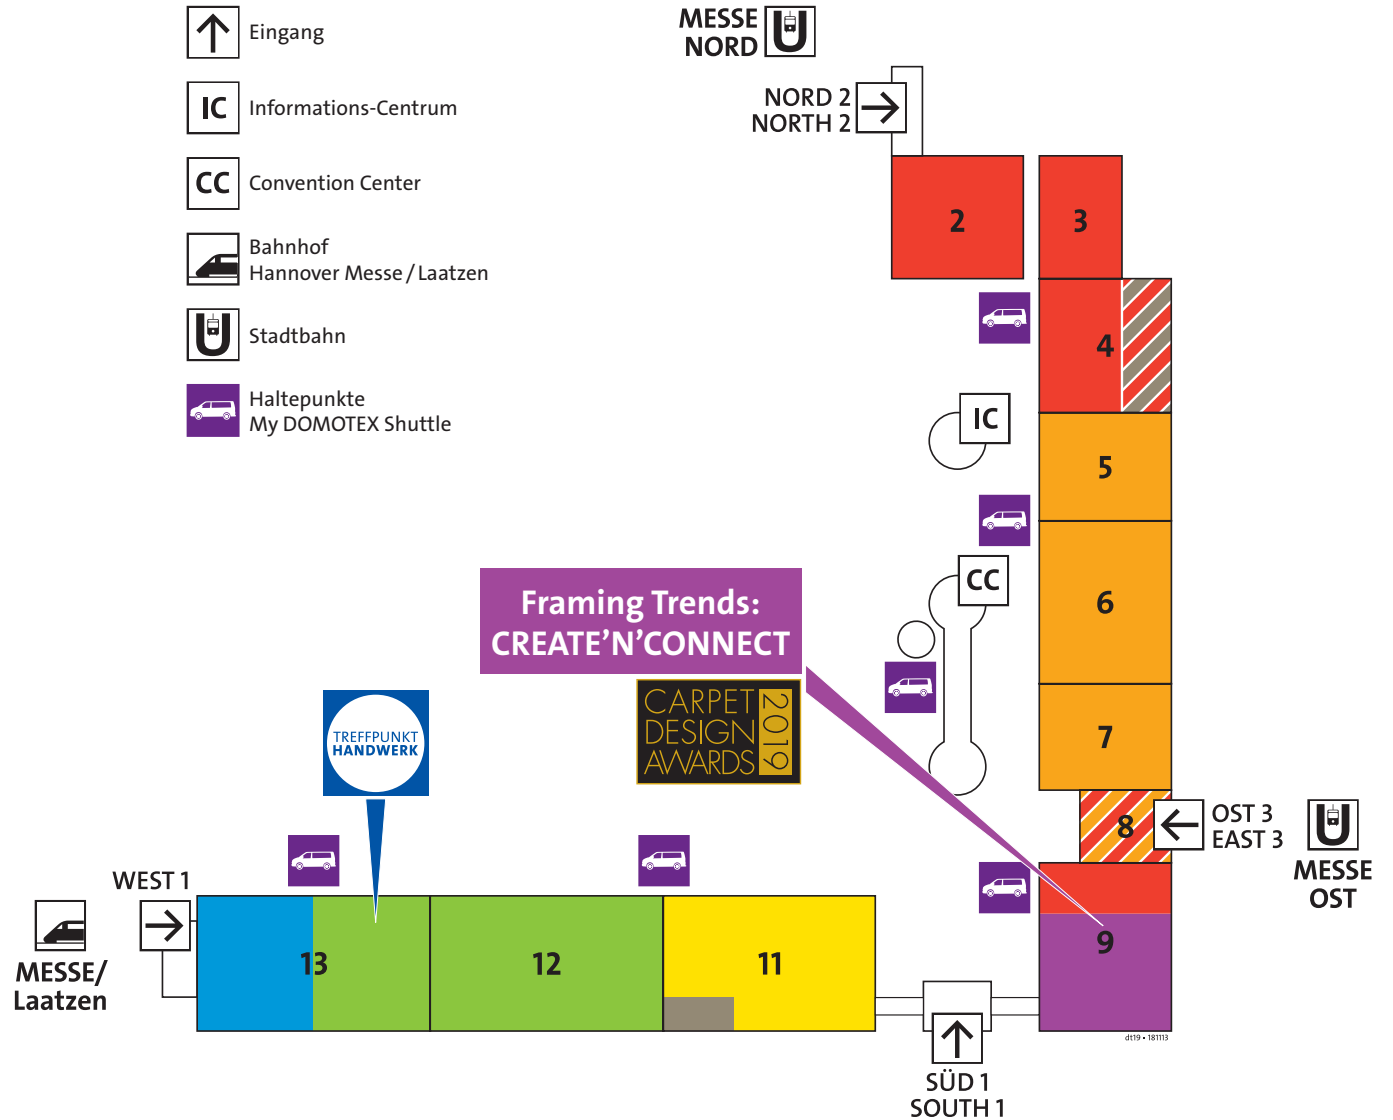 Eingang
IC
Informations-Centrum
CC
Convention Center
Bahnhof
Hannover Messe / Laatzen
U
Stadtbahn
Haltepunkte
My DOMOTEX Shuttle
MESSE
NORD
U
NORD 2
NORTH 2
2
3
4
IC
5
CC
6
Framing Trends:
CREATE’N’CONNECT
CARPET
DESIGN
AWARDS
2019
TREFFPUNKT
HANDWERK
7
8
OST 3
EAST 3
U
MESSE
OST
WEST 1
MESSE/
Laatzen
13
12
11
9
dt19 • 181113
SÜD 1
SOUTH 1